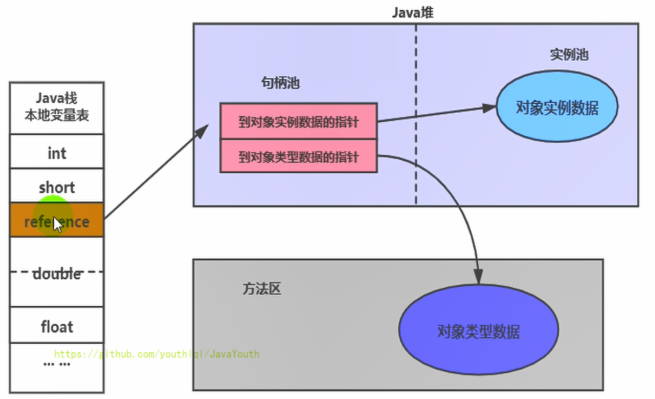 Java堆
实例池
句柄池
Java栈
本地变量表
到对象实例数据的指针
对象实例数据
int
到对象类型数据的指针
short
reference
double
方法区
float
对象类型数据
https://github.com/youthlql/JavaYouth
... ...